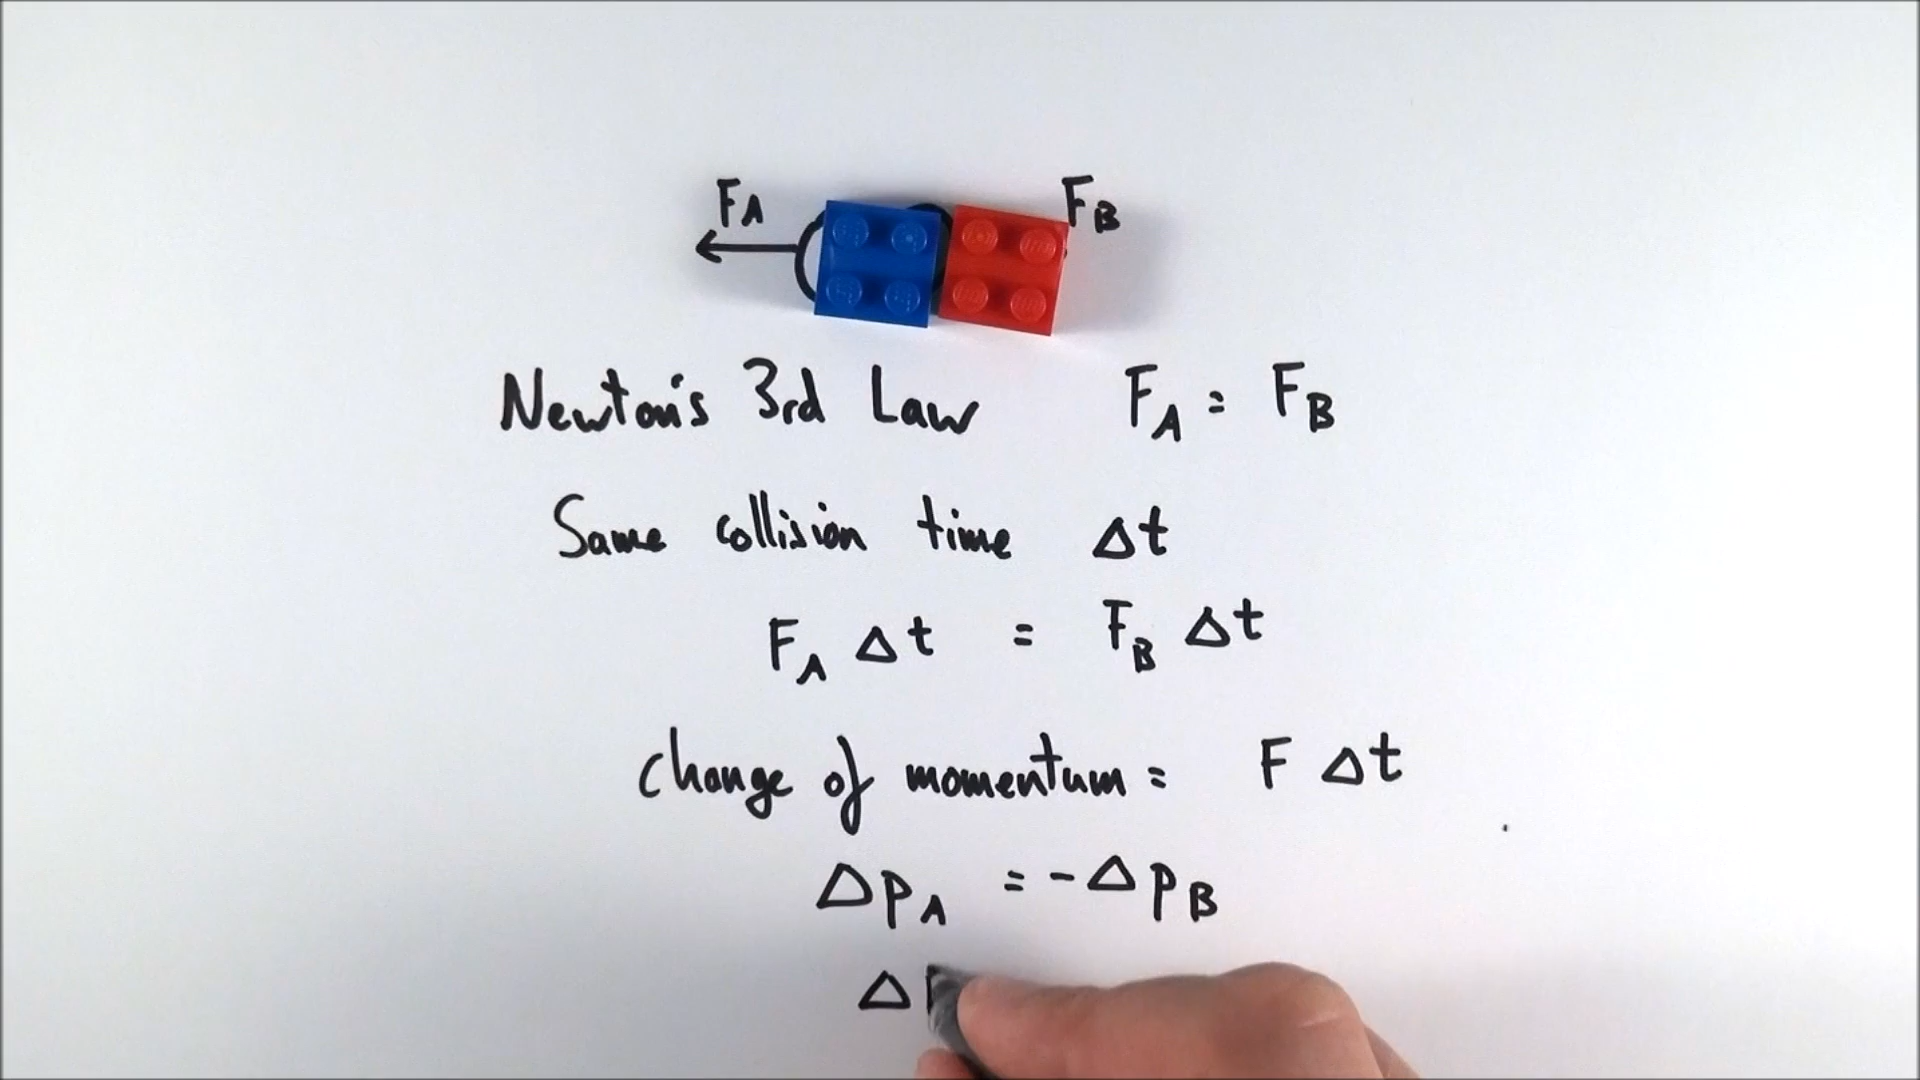 FA FB
Newton's 3rd Law FA = FB
Same collision time Δt
FA Δt = FB Δt
Change of momentum = F Δt
ΔpA = -ΔpB
Δ